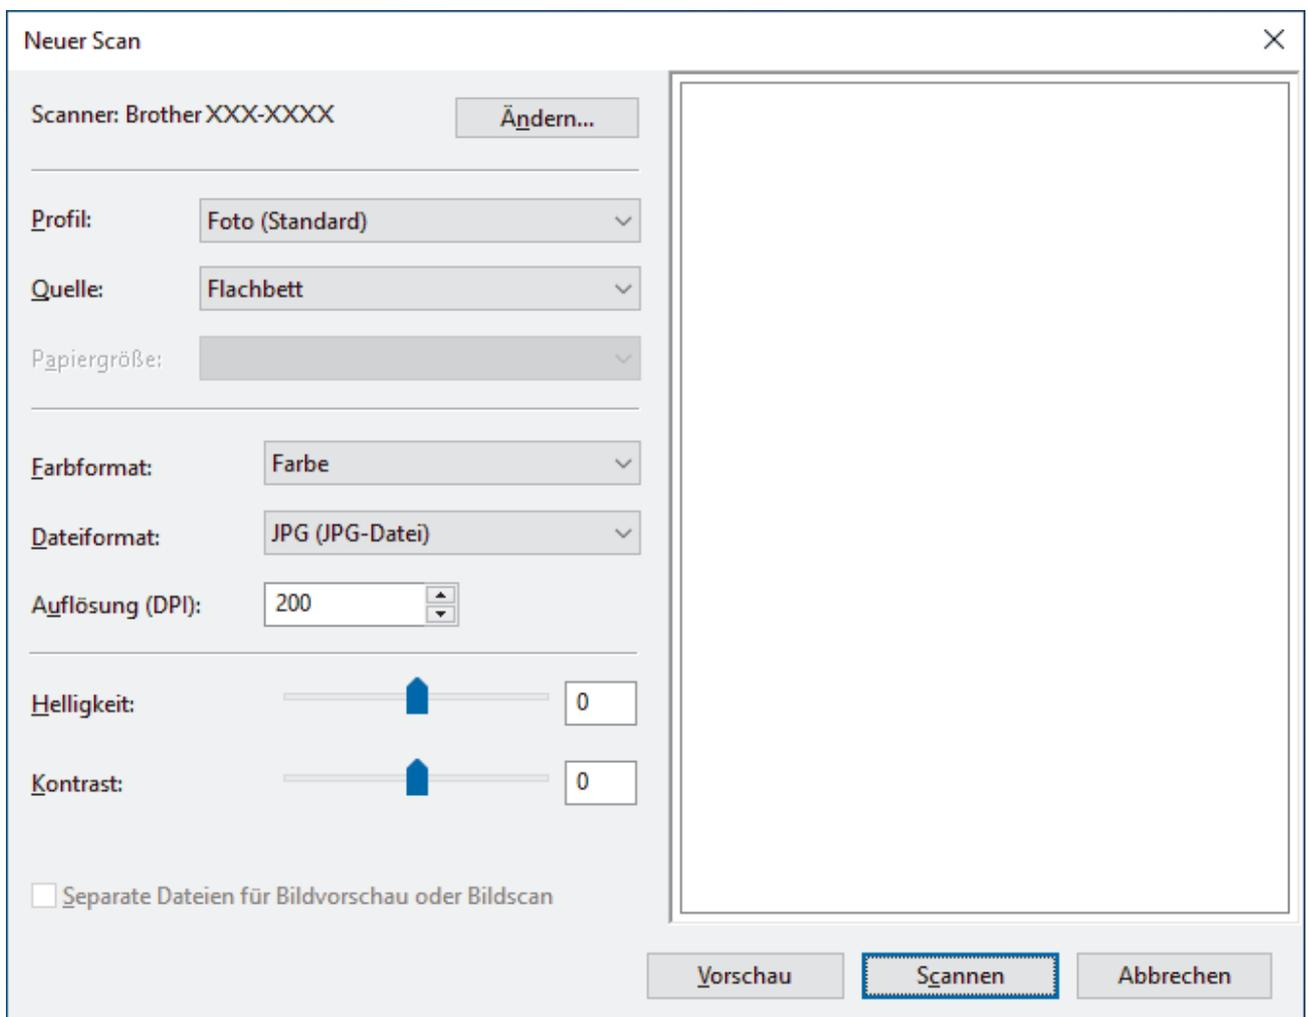 Neuer Scan
Scanner: Brother XXX-XXXX
Ändern...
Profil: Foto (Standard)
Quelle: Flachbett
Papiergröße:
Farbformat: Farbe
Dateiformat: JPG (JPG-Datei)
Auflösung (DPI): 200
Helligkeit: 0
Kontrast: 0
Separate Dateien für Bildvorschau oder Bildscan
Vorschau Scannen Abbrechen